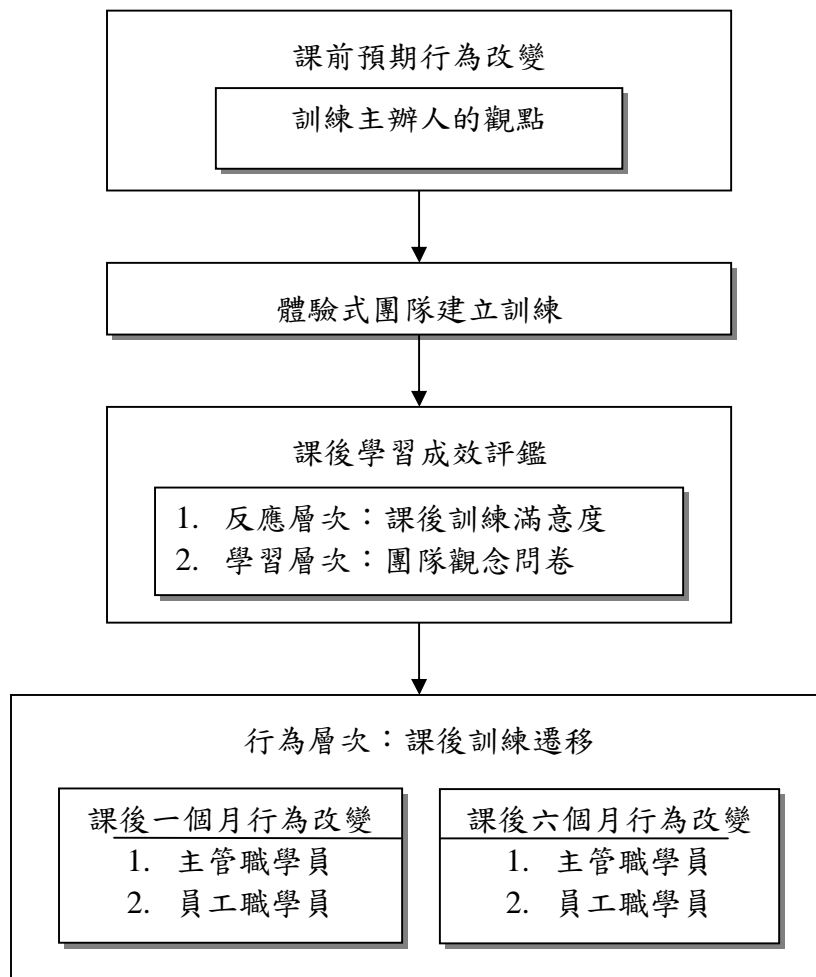 課前預期行為改變
訓練主辦人的觀點
體驗式團隊建立訓練
課後學習成效評鑑
1. 反應層次：課後訓練滿意度
2. 學習層次：團隊觀念問卷
行為層次：課後訓練遷移
課後一個月行為改變
1. 主管職學員
2. 員工職學員
課後六個月行為改變
1. 主管職學員
2. 員工職學員